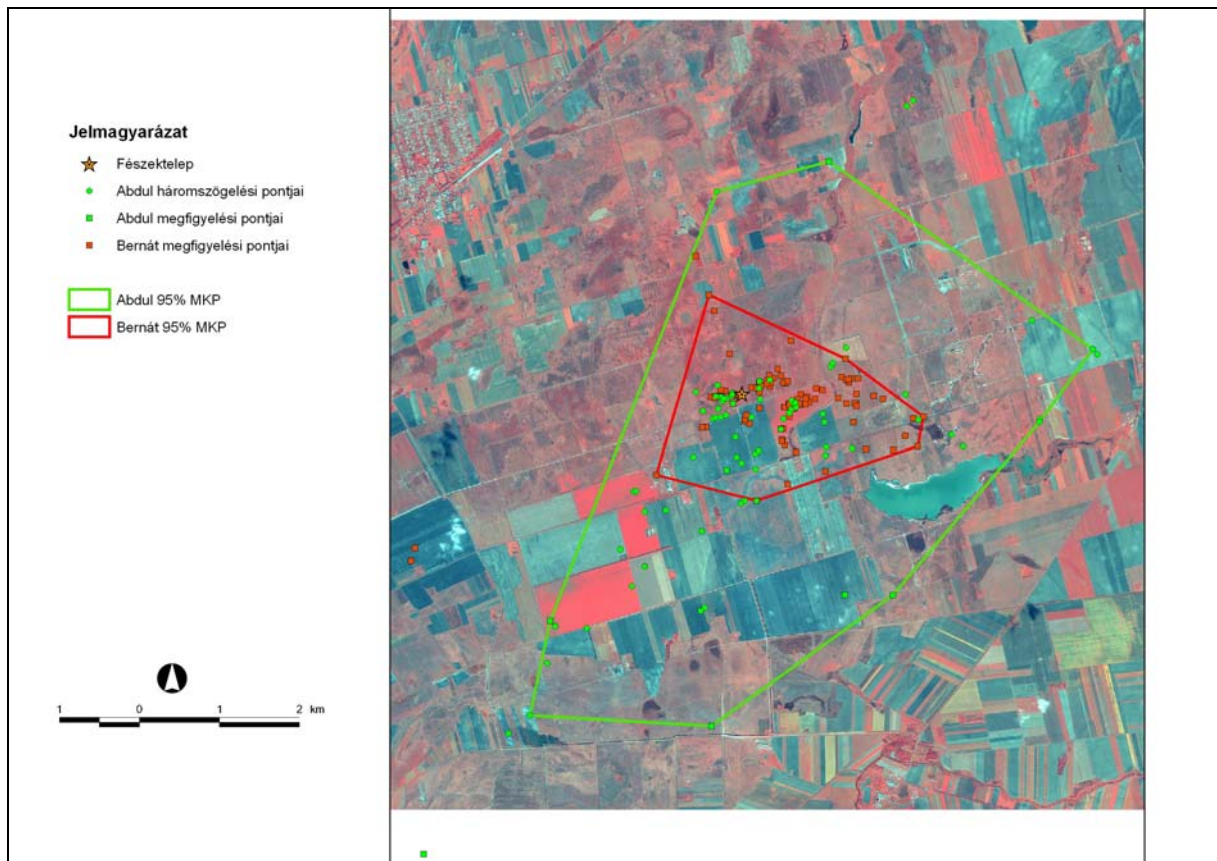 Jelmagyarázat
Fészektelep
Abdul háromszögelési pontjai
Abdul megfigyelési pontjai
Bernát megfigyelési pontjai
Abdul 95% MKP
Bernát 95% MKP
1 0 1 2 km